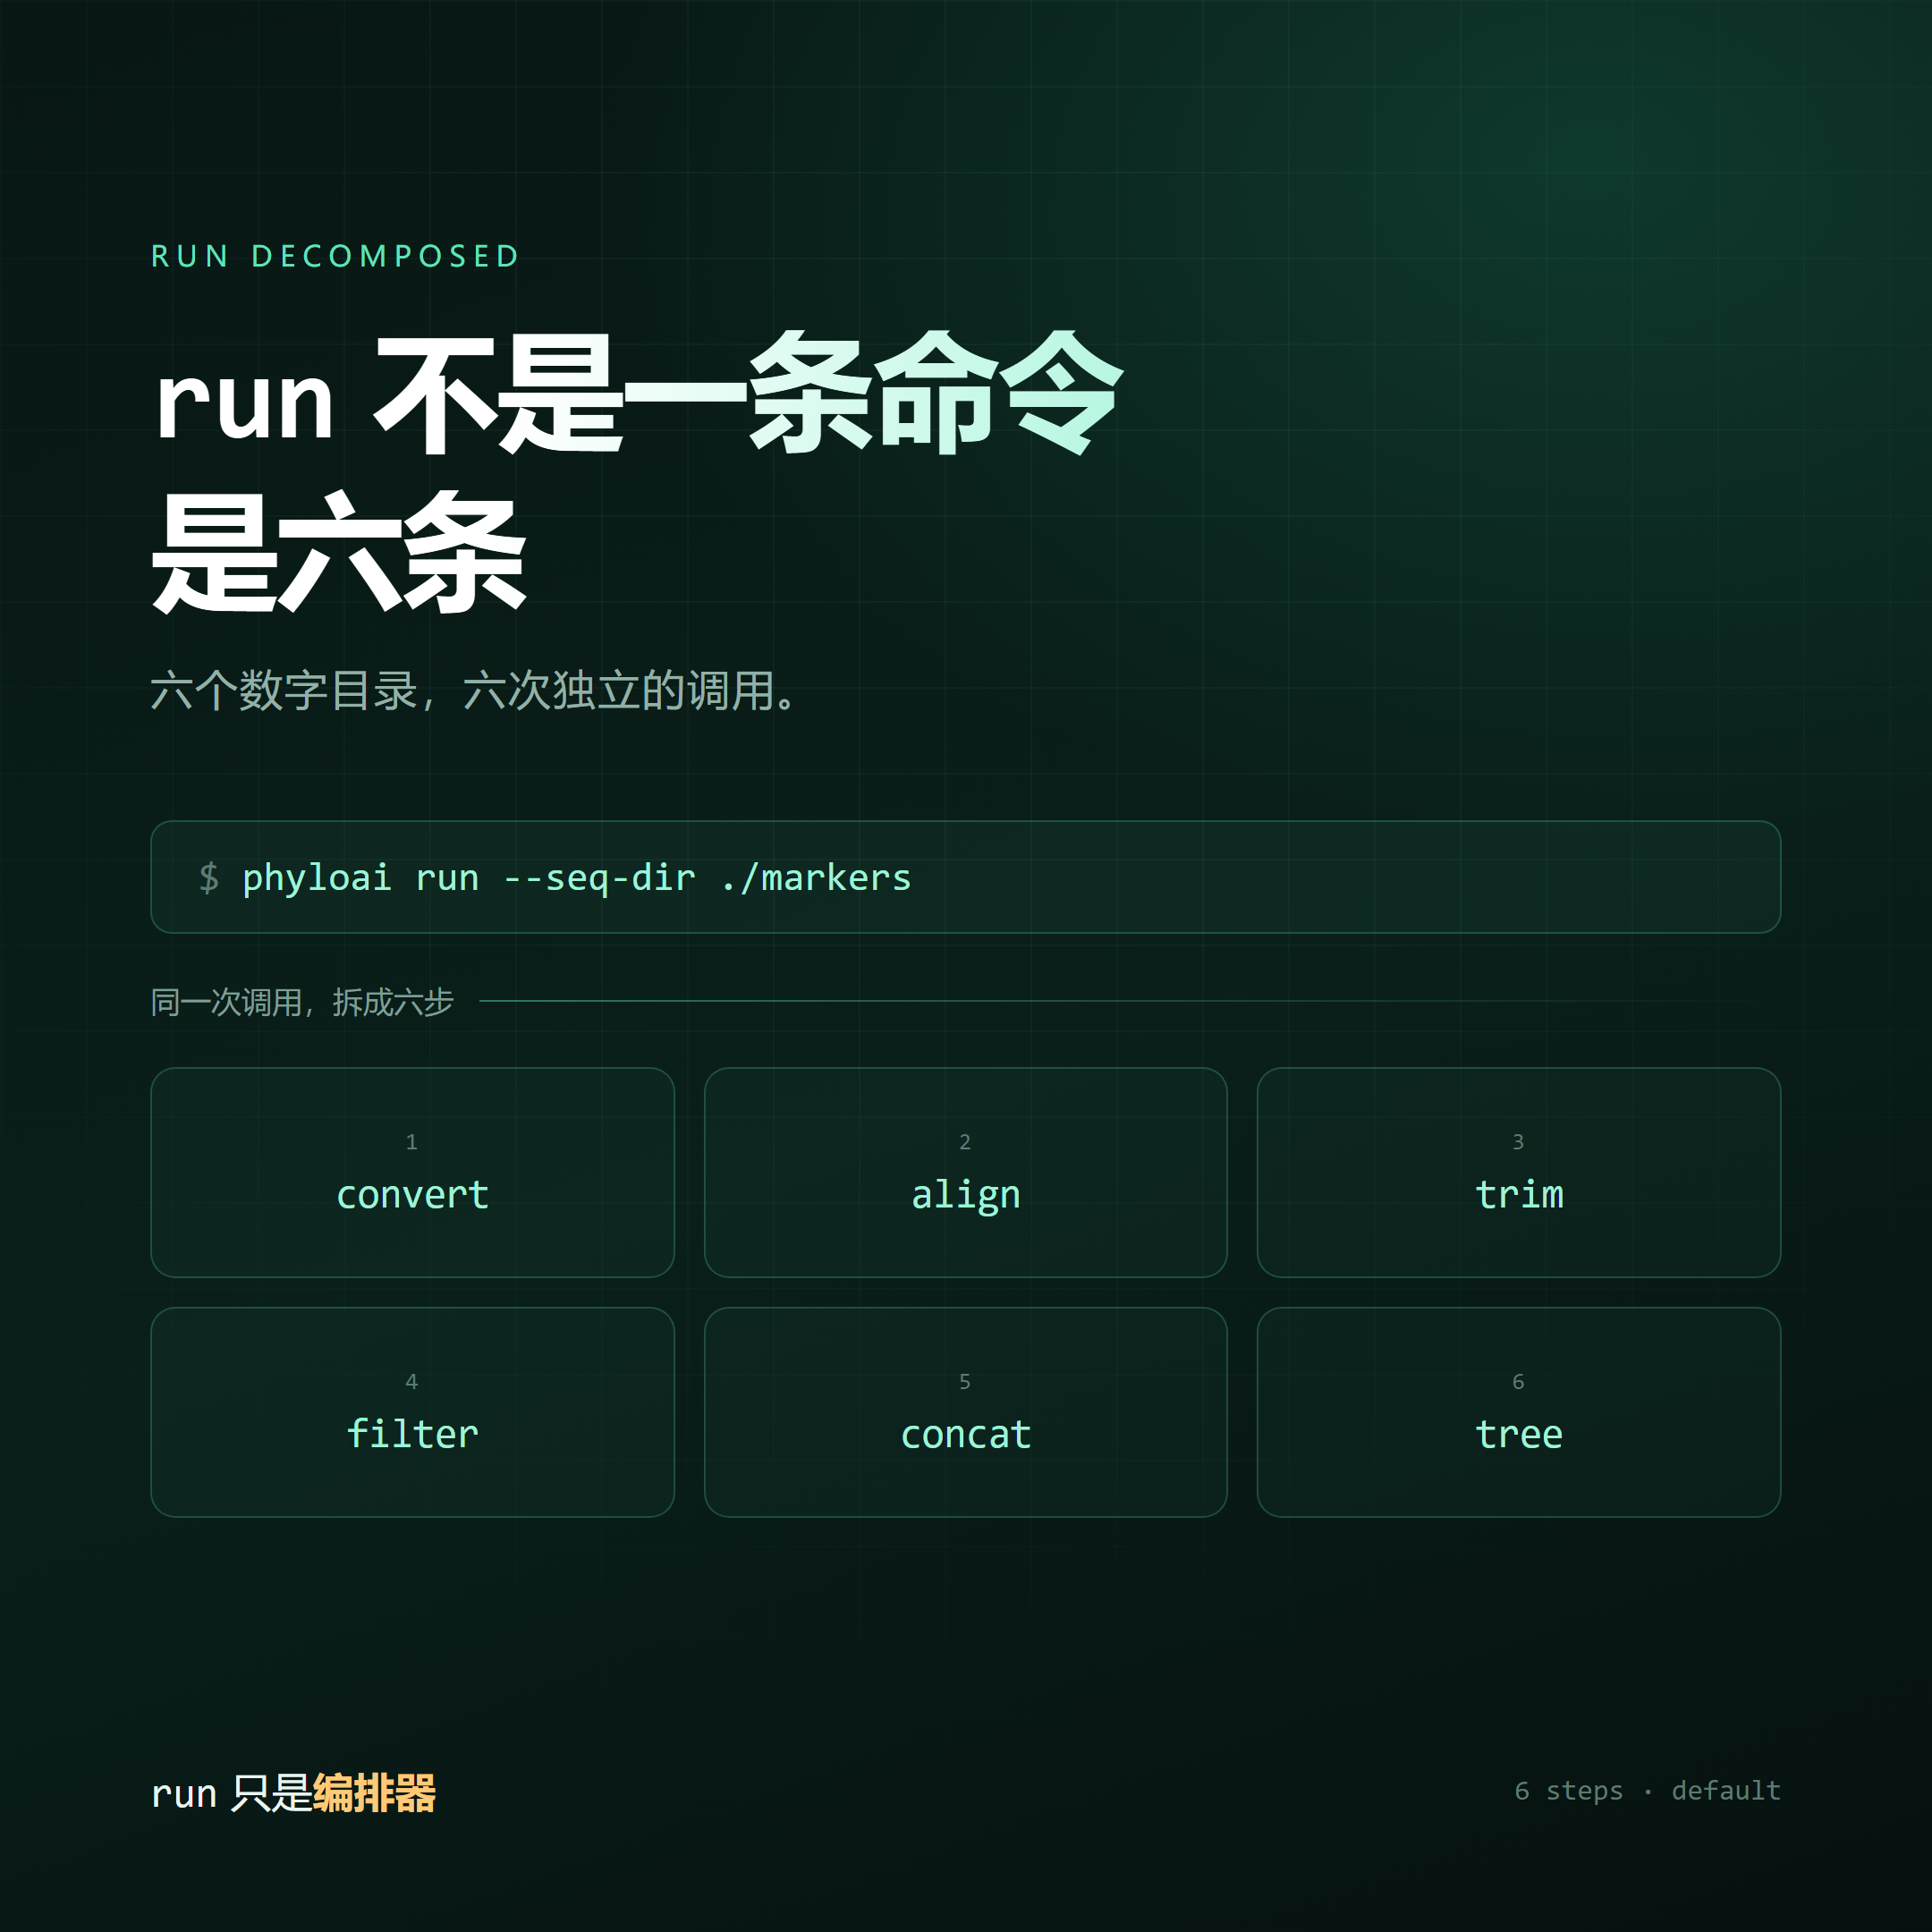 RUN DECOMPOSED
run 不是一条命令
是六条
六个数字目录，六次独立的调用。
$ phyloai run --seq-dir ./markers
同一次调用，拆成六步
1
convert
2
align
3
trim
4
filter
5
concat
6
tree
run 只是编排器
6 steps · default